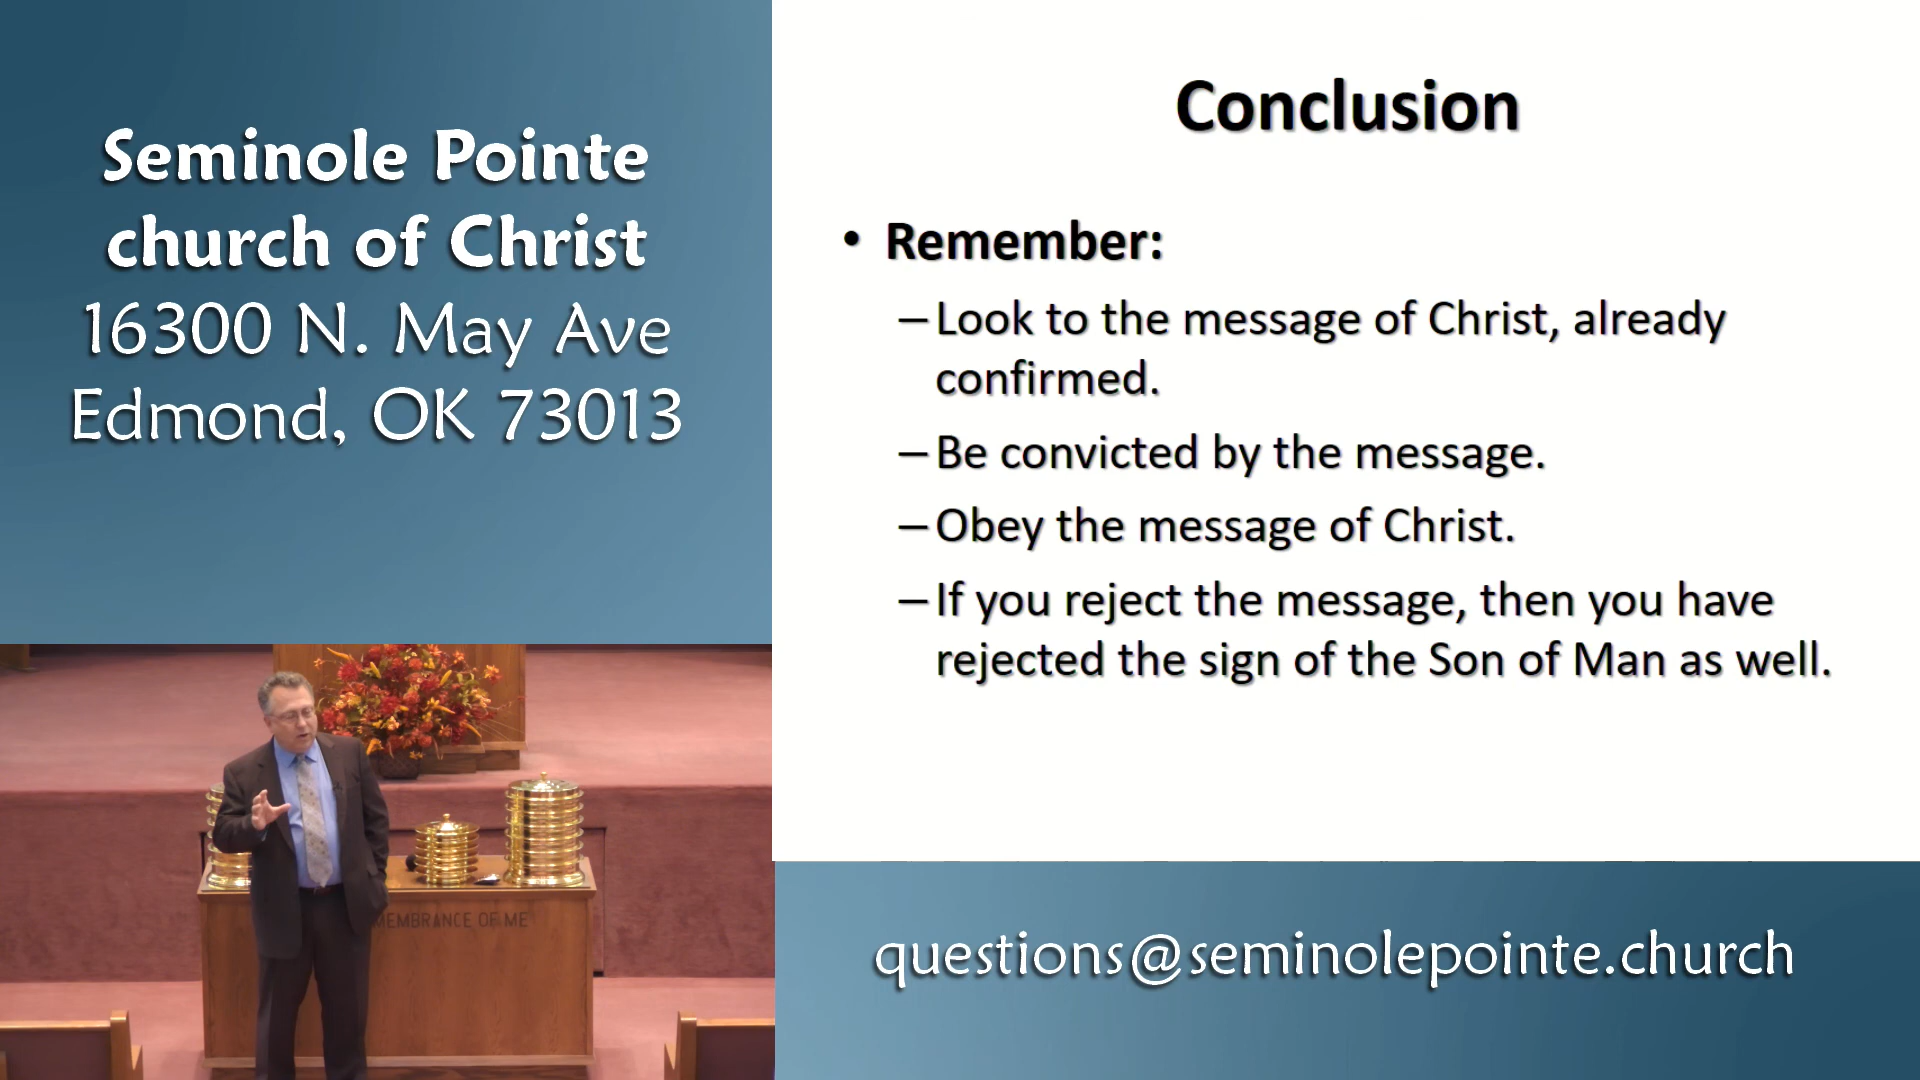 Seminole Pointe
church of Christ
16300 N. May Ave
Edmond, OK 73013
Conclusion
• Remember:
– Look to the message of Christ, already
confirmed.
– Be convicted by the message.
– Obey the message of Christ.
– If you reject the message, then you have
rejected the sign of the Son of Man as well.
MEMBRANCE OF ME
questions@seminolepointe.church